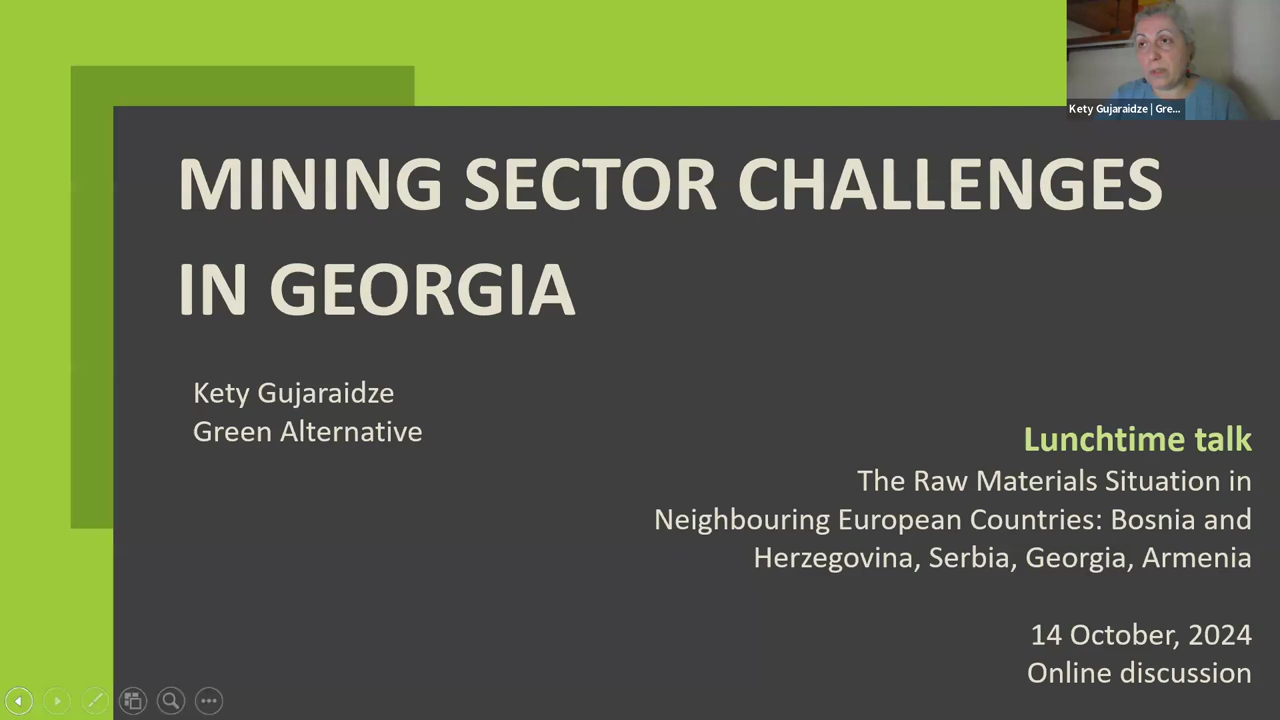 Kety Gujaraidze | Gre...
MINING SECTOR CHALLENGES
IN GEORGIA
Kety Gujaraidze
Green Alternative
Lunchtime talk
The Raw Materials Situation in
Neighbouring European Countries: Bosnia and
Herzegovina, Serbia, Georgia, Armenia
14 October, 2024
Online discussion